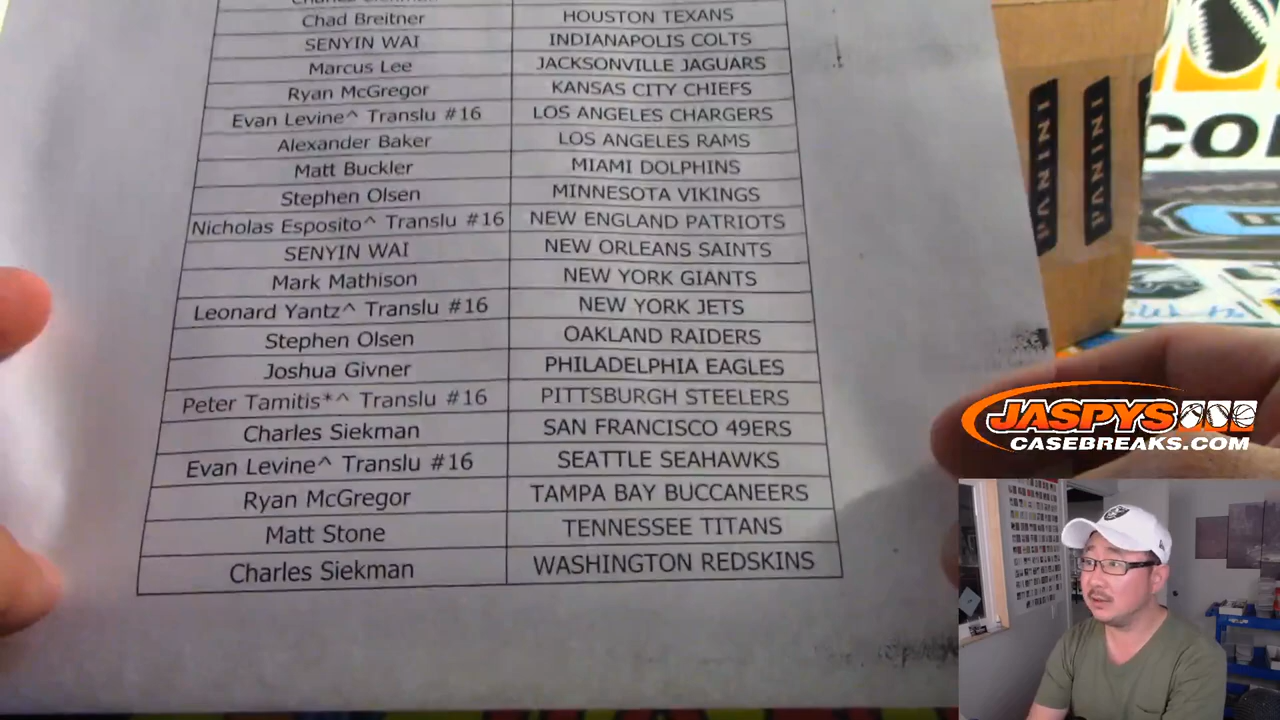 Chad Breitner HOUSTON TEXANS
SENYIN WAI INDIANAPOLIS COLTS
Marcus Lee JACKSONVILLE JAGUARS
Ryan McGregor KANSAS CITY CHIEFS
Evan Levine^ Translu #16 LOS ANGELES CHARGERS
Alexander Baker LOS ANGELES RAMS
Matt Buckler MIAMI DOLPHINS
Stephen Olsen MINNESOTA VIKINGS
Nicholas Esposito^ Translu #16 NEW ENGLAND PATRIOTS
SENYIN WAI NEW ORLEANS SAINTS
Mark Mathison NEW YORK GIANTS
Leonard Yantz^ Translu #16 NEW YORK JETS
Stephen Olsen OAKLAND RAIDERS
Joshua Givner PHILADELPHIA EAGLES
Peter Tamitis*^ Translu #16 PITTSBURGH STEELERS
Charles Siekman SAN FRANCISCO 49ERS
Evan Levine^ Translu #16 SEATTLE SEAHAWKS
Ryan McGregor TAMPA BAY BUCCANEERS
Matt Stone TENNESSEE TITANS
Charles Siekman WASHINGTON REDSKINS
PANINI
PANINI
JASPYS
CASEBREAKS.COM